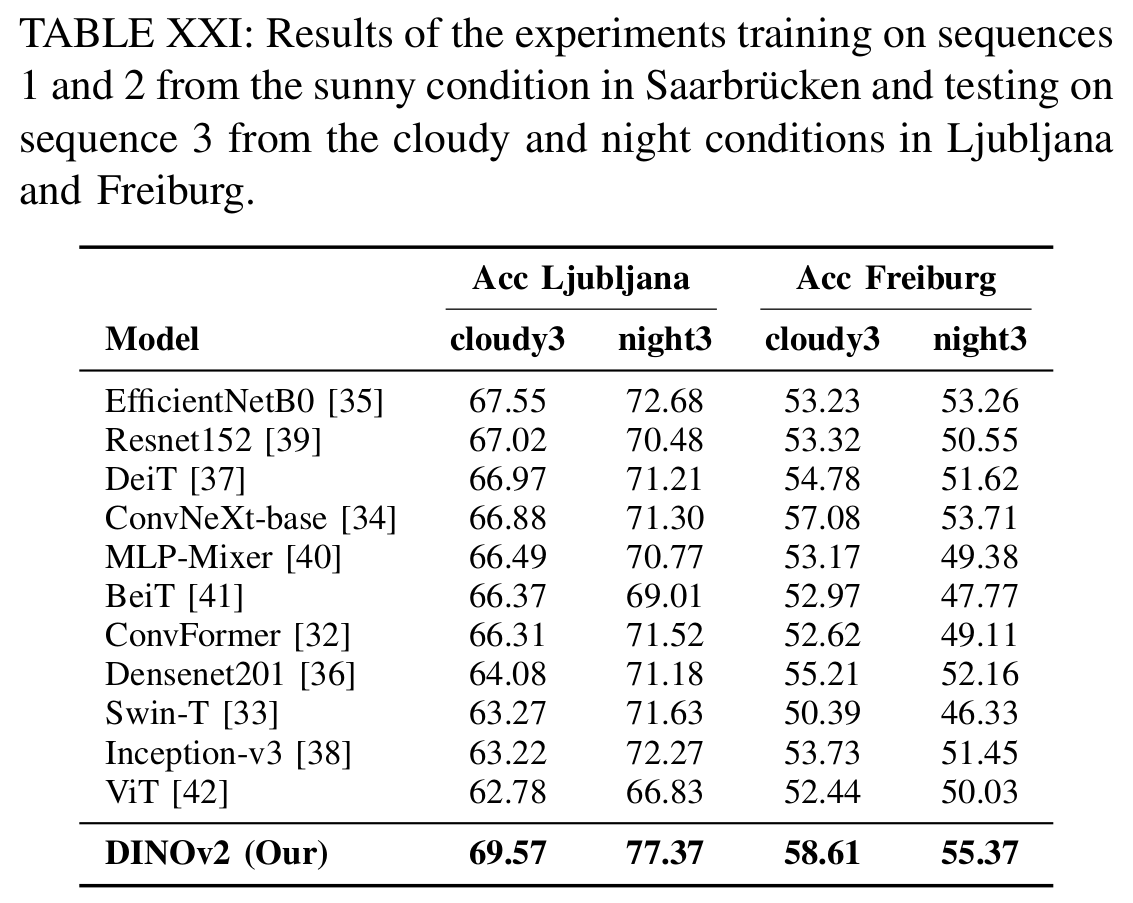 TABLE XXI: Results of the experiments training on sequences
1 and 2 from the sunny condition in Saarbrücken and testing on
sequence 3 from the cloudy and night conditions in Ljubljana
and Freiburg.
Acc Ljubljana Acc Freiburg
Model cloudy3 night3 cloudy3 night3
EfficientNetB0 [35] 67.55 72.68 53.23 53.26
Resnet152 [39] 67.02 70.48 53.32 50.55
DeiT [37] 66.97 71.21 54.78 51.62
ConvNeXt-base [34] 66.88 71.30 57.08 53.71
MLP-Mixer [40] 66.49 70.77 53.17 49.38
BeiT [41] 66.37 69.01 52.97 47.77
ConvFormer [32] 66.31 71.52 52.62 49.11
Densenet201 [36] 64.08 71.18 55.21 52.16
Swin-T [33] 63.27 71.63 50.39 46.33
Inception-v3 [38] 63.22 72.27 53.73 51.45
ViT [42] 62.78 66.83 52.44 50.03
DINOv2 (Our) 69.57 77.37 58.61 55.37